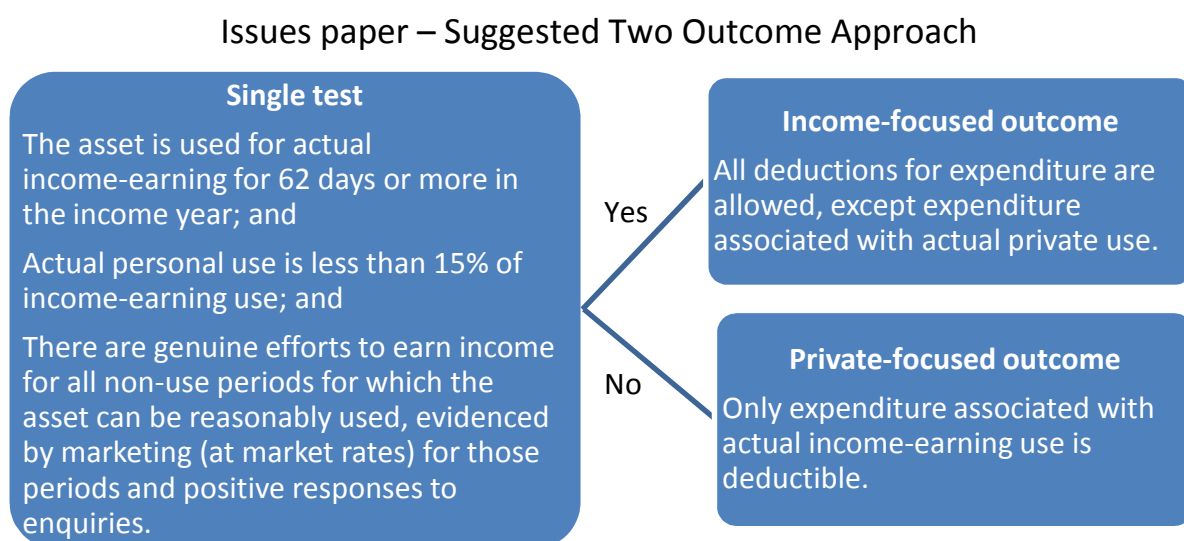 Issues paper – Suggested Two Outcome Approach
Single test
The asset is used for actual
income-earning for 62 days or more in
the income year; and
Actual personal use is less than 15% of
income-earning use; and
There are genuine efforts to earn income
for all non-use periods for which the
asset can be reasonably used, evidenced
by marketing (at market rates) for those
periods and positive responses to
enquiries.
Yes
No
Income-focused outcome
All deductions for expenditure are
allowed, except expenditure
associated with actual private use.
Private-focused outcome
Only expenditure associated with
actual income-earning use is
deductible.